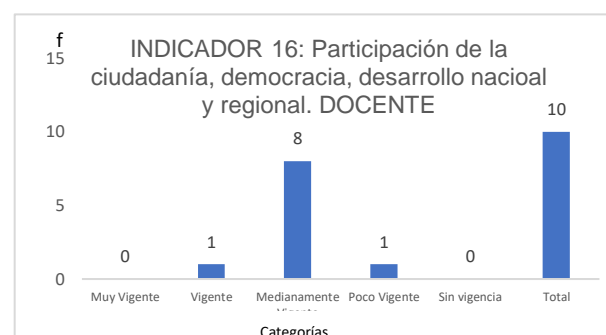 f
INDICADOR 16: Participación de la
ciudadanía, democracia, desarrollo nacioal
y regional. DOCENTE
15
10
5
0
0
1
8
1
0
10
Muy Vigente
Vigente
Medianamente
Vigente
Poco Vigente
Sin vigencia
Total
Categorías